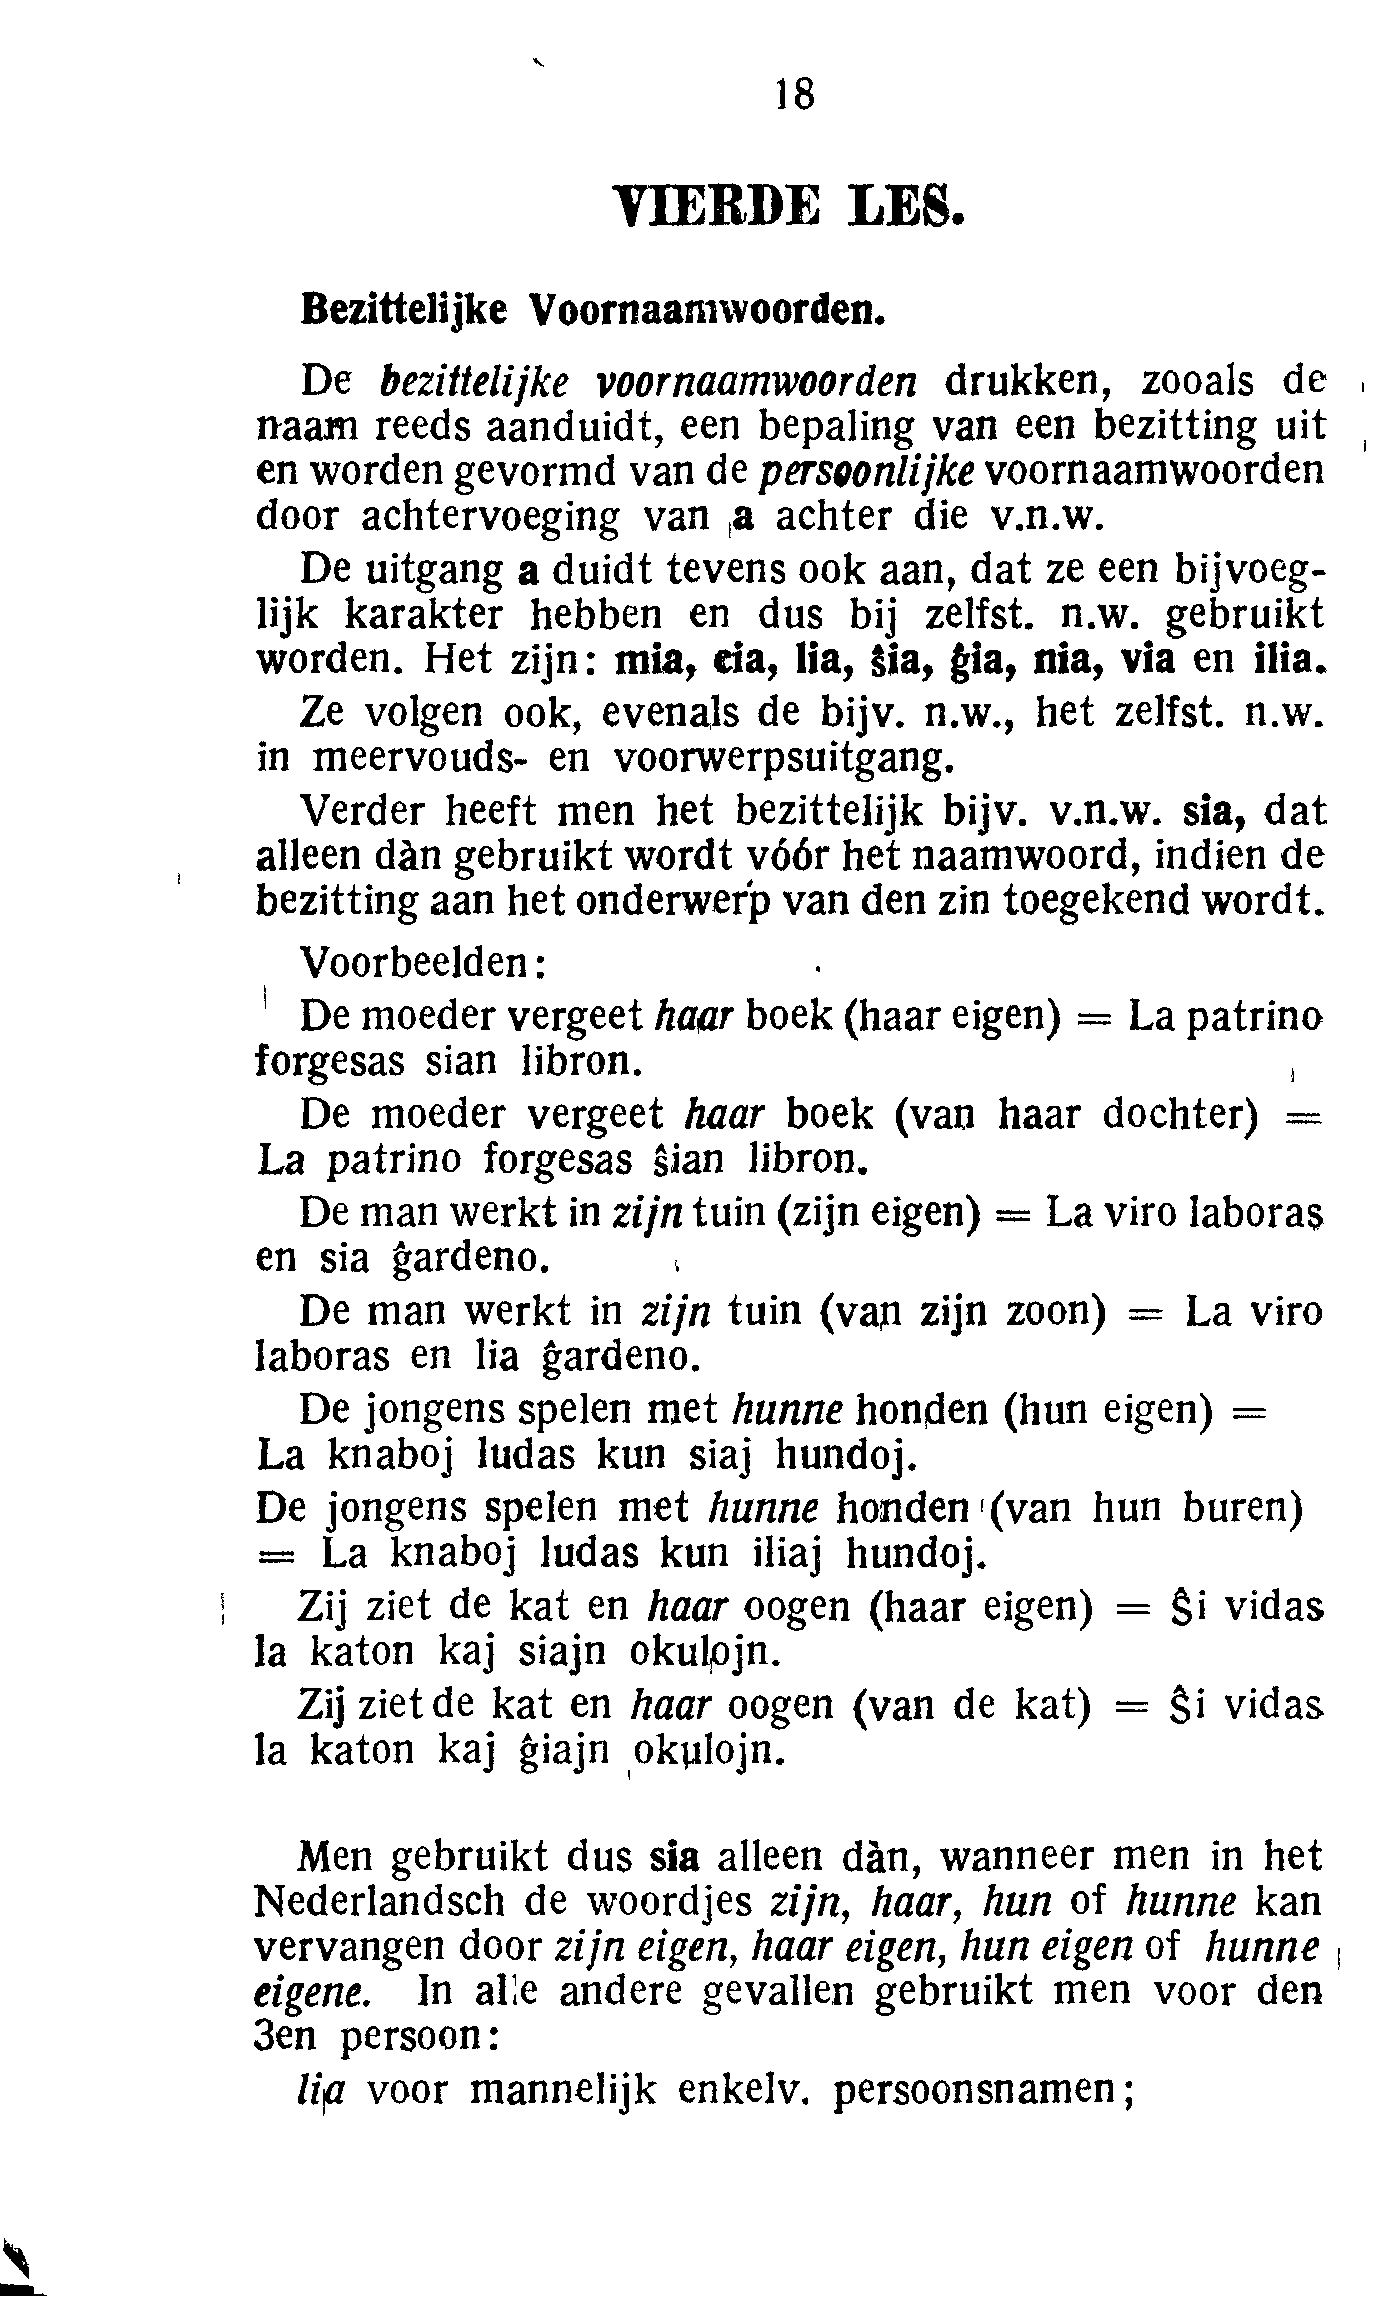 18
VIERDE LES.
Bezittelijke Voornaamwoorden.
De bezittelijke voornaamwoorden drukken, zooals de
naam reeds aanduidt, een bepaling van een bezitting uit
en worden gevormd van de persoonlijke voornaamwoorden
door achtervoeging van a achter die v.n.w.
De uitgang a duidt tevens ook aan, dat ze een bijvoeg-
lijk karakter hebben en dus bij zelfst. n.w. gebruikt
worden. Het zijn: mia, cia, lia, ŝia, ĝia, nia, via en ilia.
Ze volgen ook, evenals de bijv. n.w., het zelfst. n.w.
in meervouds- en voorwerpsuitgang.
Verder heeft men het bezittelijk bijv. v.n.w. sia, dat
alleen dàn gebruikt wordt vóór het naamwoord, indien de
bezitting aan het onderwerp van den zin toegekend wordt.
Voorbeelden:
De moeder vergeet haar boek (haar eigen) = La patrino
forgesas sian libron.
De moeder vergeet haar boek (van haar dochter) =
La patrino forgesas ŝian libron.
De man werkt in zijn tuin (zijn eigen) = La viro laboras
en sia ĝardeno.
De man werkt in zijn tuin (van zijn zoon) = La viro
laboras en lia ĝardeno.
De jongens spelen met hunne honden (hun eigen) =
La knaboj ludas kun siaj hundoj.
De jongens spelen met hunne honden (van hun buren)
= La knaboj ludas kun iliaj hundoj.
Zij ziet de kat en haar oogen (haar eigen) = Ŝi vidas
la katon kaj siajn okulojn.
Zij ziet de kat en haar oogen (van de kat) = Ŝi vidas
la katon kaj ĝiajn okulojn.
Men gebruikt dus sia alleen dàn, wanneer men in het
Nederlandsch de woordjes zijn, haar, hun of hunne kan
vervangen door zijn eigen, haar eigen, hun eigen of hunne
eigene. In alle andere gevallen gebruikt men voor den
3en persoon:
lia voor mannelijk enkelv. persoonsnamen;